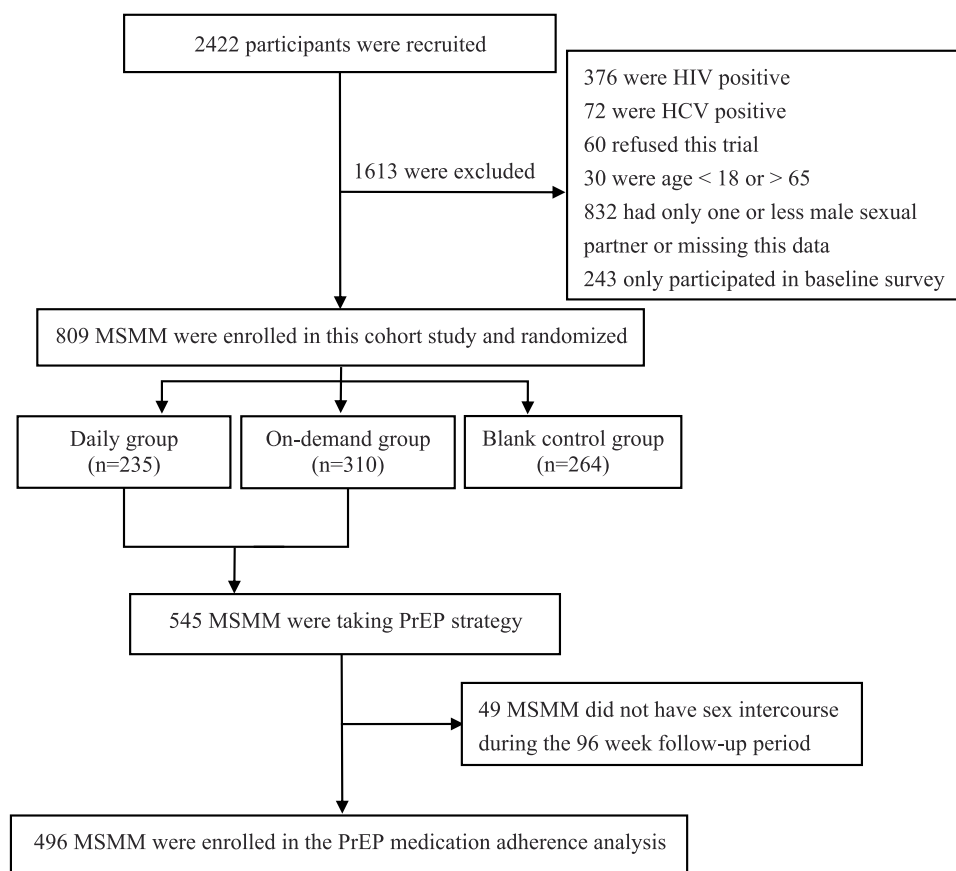 2422 participants were recruited
376 were HIV positive
72 were HCV positive
60 refused this trial
30 were age < 18 or > 65
832 had only one or less male sexual
partner or missing this data
243 only participated in baseline survey
1613 were excluded
809 MSMM were enrolled in this cohort study and randomized
Daily group
(n=235)
On-demand group
(n=310)
Blank control group
(n=264)
545 MSMM were taking PrEP strategy
49 MSMM did not have sex intercourse
during the 96 week follow-up period
496 MSMM were enrolled in the PrEP medication adherence analysis